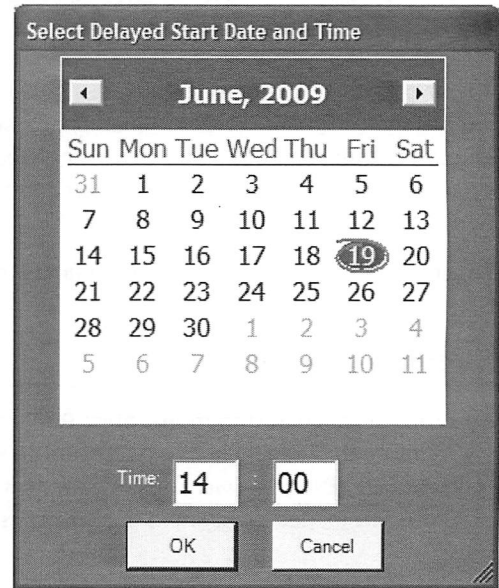 Select Delayed Start Date and Time
June, 2009
Sun Mon Tue Wed Thu Fri Sat
31 1 2 3 4 5 6
7 8 9 10 11 12 13
14 15 16 17 18 19 20
21 22 23 24 25 26 27
28 29 30 1 2 3 4
5 6 7 8 9 10 11
Time: 14 : 00
OK Cancel